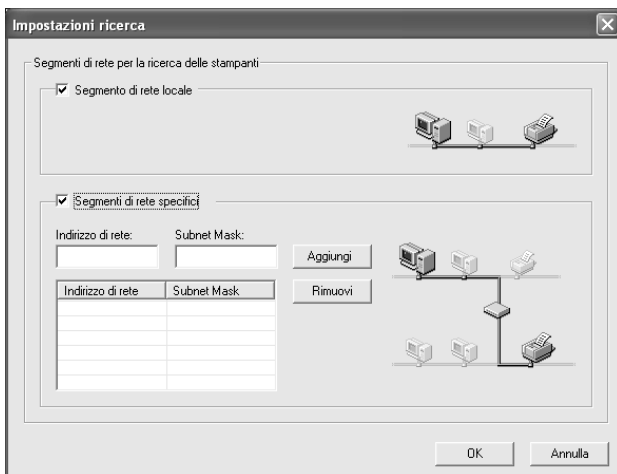 Impostazioni ricerca
Segmenti di rete per la ricerca delle stampanti
Segmento di rete locale
Segmenti di rete specifici
Indirizzo di rete: Subnet Mask:
Aggiungi
Indirizzo di rete Subnet Mask
Rimuovi
OK Annulla